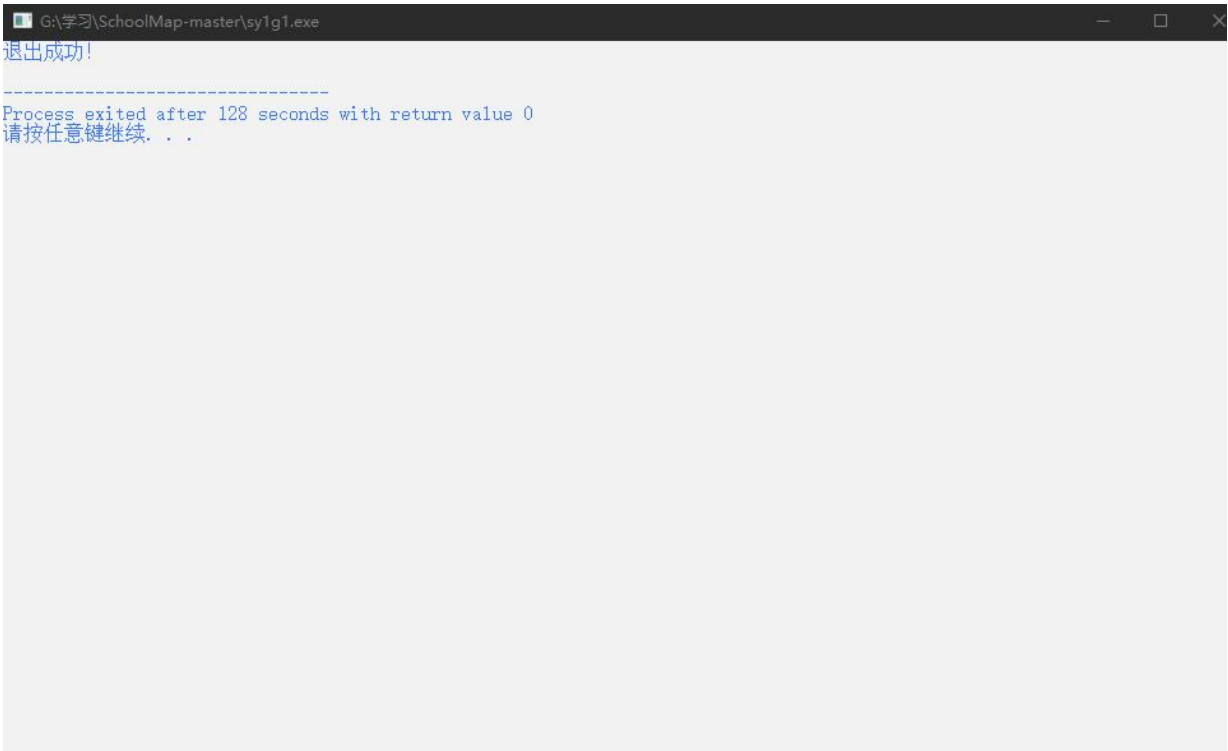 G:\学习\SchoolMap-master\sy1g1.exe
退出成功!
--------------------------------
Process exited after 128 seconds with return value 0
请按任意键继续. . .